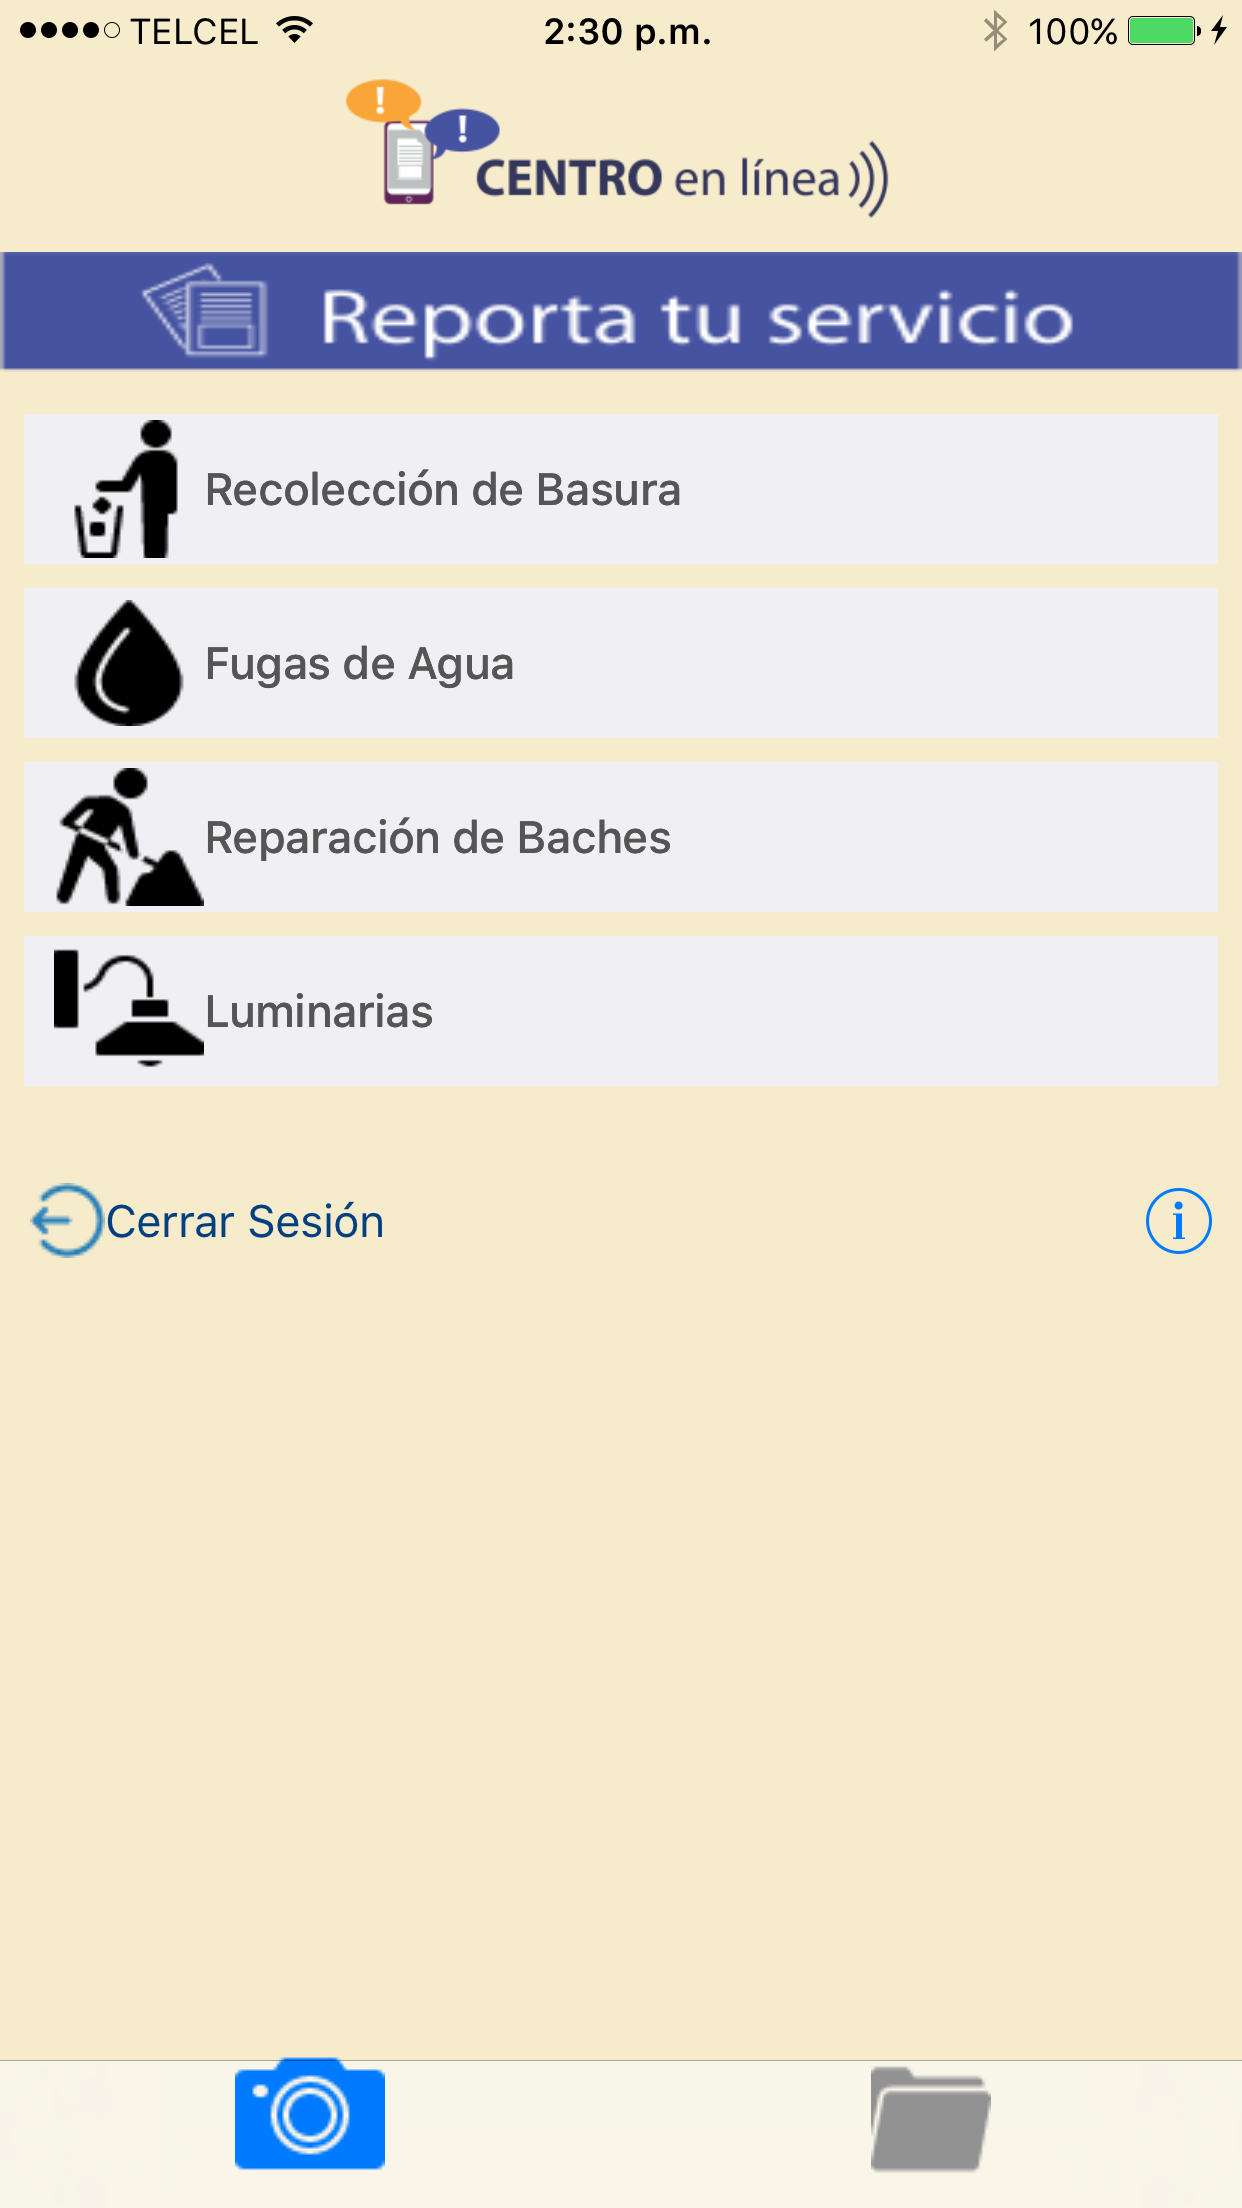 TELCEL 2:30 p.m. 100%
! !
CENTRO en línea
Reporta tu servicio
Recolección de Basura
Fugas de Agua
Reparación de Baches
Luminarias
Cerrar Sesión i